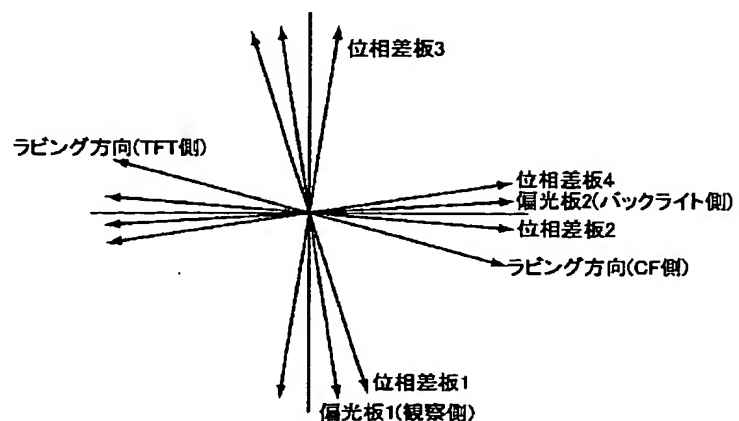 位相差板3
ラビング方向(TFT側)
位相差板4
偏光板2(バックライト側)
位相差板2
ラビング方向(CF側)
位相差板1
偏光板1(観察側)